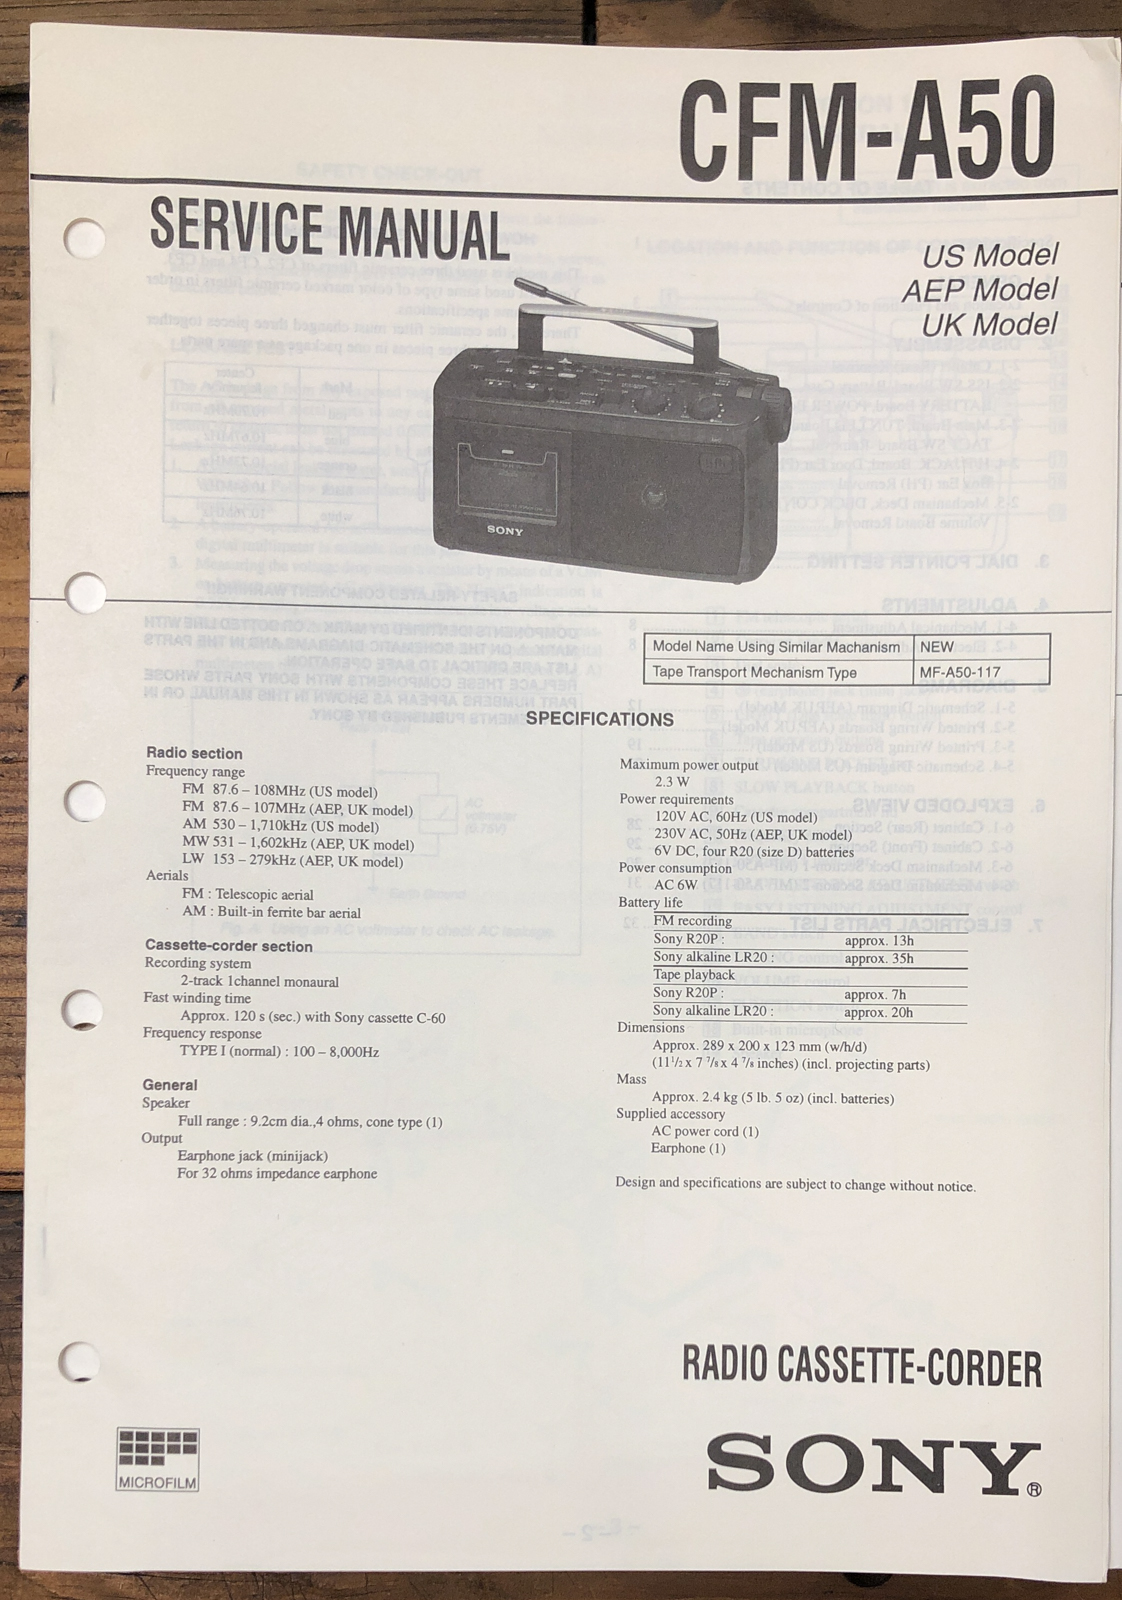 CFM-A50
SERVICE MANUAL
US Model
AEP Model
UK Model
SONY
Model Name Using Similar Machanism NEW
Tape Transport Mechanism Type MF-A50-117
SPECIFICATIONS
Radio section
Frequency range
FM 87.6 – 108MHz (US model)
FM 87.6 – 107MHz (AEP, UK model)
AM 530 – 1,710kHz (US model)
MW 531 – 1,602kHz (AEP, UK model)
LW 153 – 279kHz (AEP, UK model)
Aerials
FM : Telescopic aerial
AM : Built-in ferrite bar aerial
Cassette-corder section
Recording system
2-track 1channel monaural
Fast winding time
Approx. 120 s (sec.) with Sony cassette C-60
Frequency response
TYPE I (normal) : 100 – 8,000Hz
General
Speaker
Full range : 9.2cm dia.,4 ohms, cone type (1)
Output
Earphone jack (minijack)
For 32 ohms impedance earphone
Maximum power output
2.3 W
Power requirements
120V AC, 60Hz (US model)
230V AC, 50Hz (AEP, UK model)
6V DC, four R20 (size D) batteries
Power consumption
AC 6W
Battery life
FM recording
Sony R20P : approx. 13h
Sony alkaline LR20 : approx. 35h
Tape playback
Sony R20P : approx. 7h
Sony alkaline LR20 : approx. 20h
Dimensions
Approx. 289 x 200 x 123 mm (w/h/d)
(11 1/2 x 7 7/8 x 4 7/8 inches) (incl. projecting parts)
Mass
Approx. 2.4 kg (5 lb. 5 oz) (incl. batteries)
Supplied accessory
AC power cord (1)
Earphone (1)
Design and specifications are subject to change without notice.
RADIO CASSETTE-CORDER
MICROFILM
SONY®